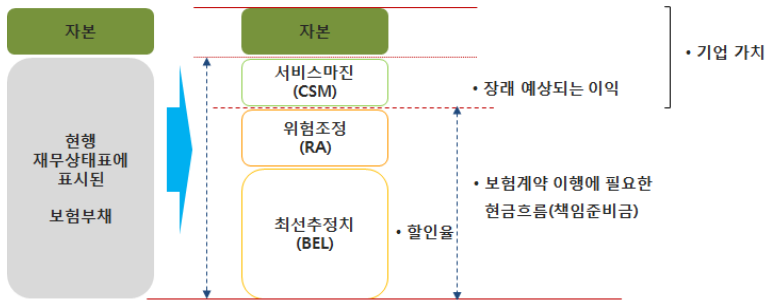 자본
현행
재무상태표에
표시된
보험부채
자본
서비스마진
(CSM)
위험조정
(RA)
최선추정치
(BEL)
• 할인율
• 장래 예상되는 이익
• 보험계약 이행에 필요한
현금흐름(책임준비금)
• 기업 가치